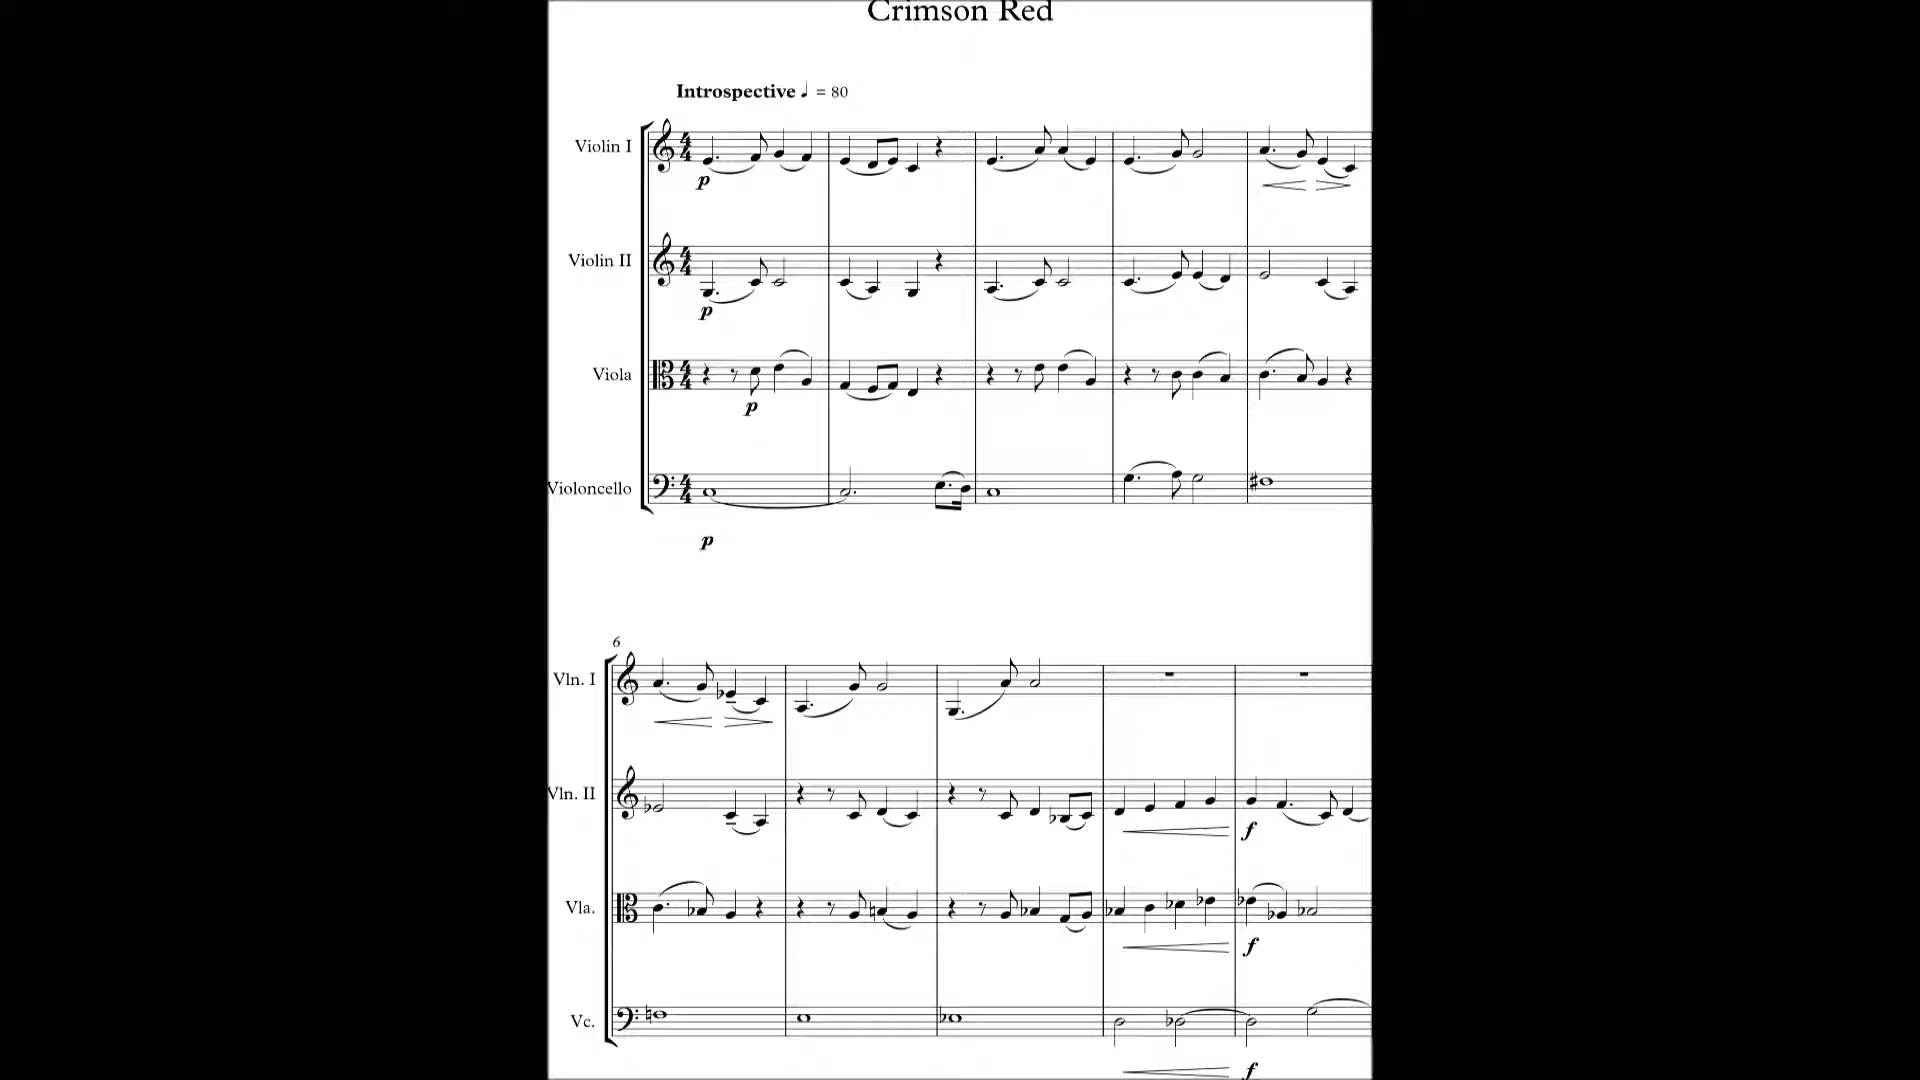 Crimson Red
Introspective ♩ = 80
Violin I
p
Violin II
p
Viola
p
Violoncello
p
6
Vln. I
Vln. II
f
Vla.
f
Vc.
f